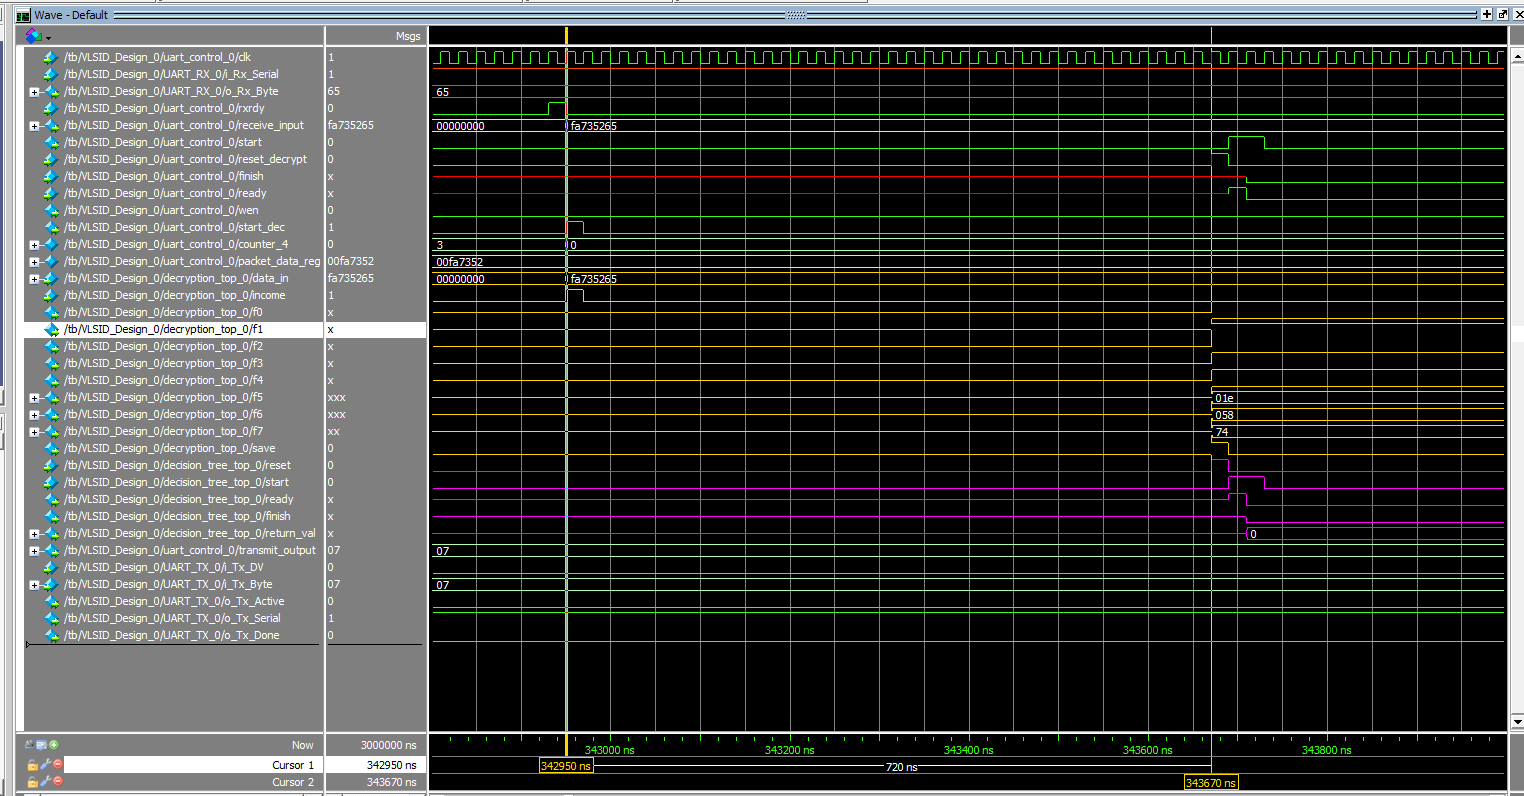 Wave - Default
Msgs
/tb/VLSID_Design_0/uart_control_0/clk 1
/tb/VLSID_Design_0/UART_RX_0/i_Rx_Serial 1
/tb/VLSID_Design_0/UART_RX_0/o_Rx_Byte 65 65
/tb/VLSID_Design_0/uart_control_0/rxrdy 0
/tb/VLSID_Design_0/uart_control_0/receive_input fa735265 00000000 fa735265
/tb/VLSID_Design_0/uart_control_0/start 0
/tb/VLSID_Design_0/uart_control_0/reset_decrypt 0
/tb/VLSID_Design_0/uart_control_0/finish x
/tb/VLSID_Design_0/uart_control_0/ready x
/tb/VLSID_Design_0/uart_control_0/wen 0
/tb/VLSID_Design_0/uart_control_0/start_dec 1
/tb/VLSID_Design_0/uart_control_0/counter_4 0 3 0
/tb/VLSID_Design_0/uart_control_0/packet_data_reg 00fa7352 00fa7352
/tb/VLSID_Design_0/decryption_top_0/data_in fa735265 00000000 fa735265
/tb/VLSID_Design_0/decryption_top_0/income 1
/tb/VLSID_Design_0/decryption_top_0/f0 x
/tb/VLSID_Design_0/decryption_top_0/f1 x
/tb/VLSID_Design_0/decryption_top_0/f2 x
/tb/VLSID_Design_0/decryption_top_0/f3 x
/tb/VLSID_Design_0/decryption_top_0/f4 x
/tb/VLSID_Design_0/decryption_top_0/f5 xxx 01e
/tb/VLSID_Design_0/decryption_top_0/f6 xxx 058
/tb/VLSID_Design_0/decryption_top_0/f7 xx 74
/tb/VLSID_Design_0/decryption_top_0/save 0
/tb/VLSID_Design_0/decision_tree_top_0/reset 0
/tb/VLSID_Design_0/decision_tree_top_0/start 0
/tb/VLSID_Design_0/decision_tree_top_0/ready x
/tb/VLSID_Design_0/decision_tree_top_0/finish x
/tb/VLSID_Design_0/decision_tree_top_0/return_val x 0
/tb/VLSID_Design_0/uart_control_0/transmit_output 07 07
/tb/VLSID_Design_0/UART_TX_0/i_Tx_DV 0
/tb/VLSID_Design_0/UART_TX_0/i_Tx_Byte 07 07
/tb/VLSID_Design_0/UART_TX_0/o_Tx_Active 0
/tb/VLSID_Design_0/UART_TX_0/o_Tx_Serial 1
/tb/VLSID_Design_0/UART_TX_0/o_Tx_Done 0
Now 3000000 ns 343000 ns 343200 ns 343400 ns 343600 ns 343800 ns
Cursor 1 342950 ns 342950 ns 720 ns
Cursor 2 343670 ns 343670 ns